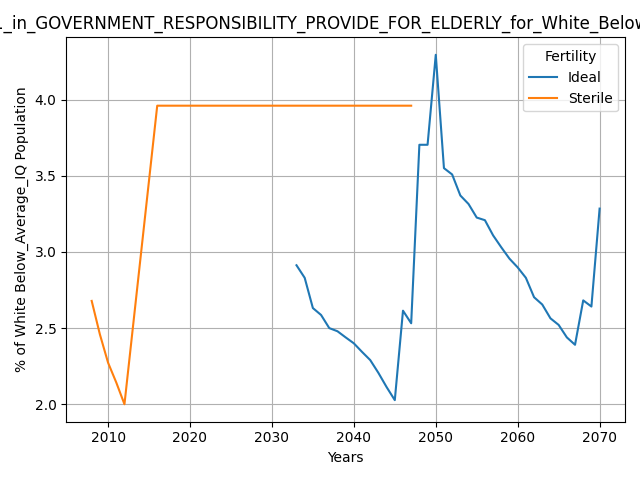 _in_GOVERNMENT_RESPONSIBILITY_PROVIDE_FOR_ELDERLY_for_White_Below
Fertility
Ideal
Sterile
% of White Below_Average_IQ Population
4.0
3.5
3.0
2.5
2.0
2010 2020 2030 2040 2050 2060 2070
Years